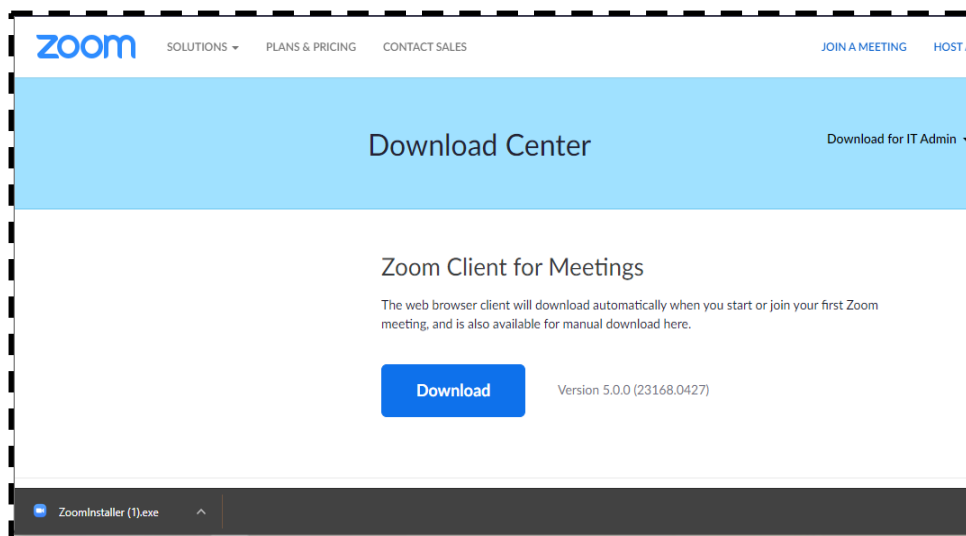 zoom SOLUTIONS PLANS & PRICING CONTACT SALES JOIN A MEETING HOST
Download Center
Download for IT Admin
Zoom Client for Meetings
The web browser client will download automatically when you start or join your first Zoom
meeting, and is also available for manual download here.
Download Version 5.0.0 (23168.0427)
ZoomInstaller (1).exe